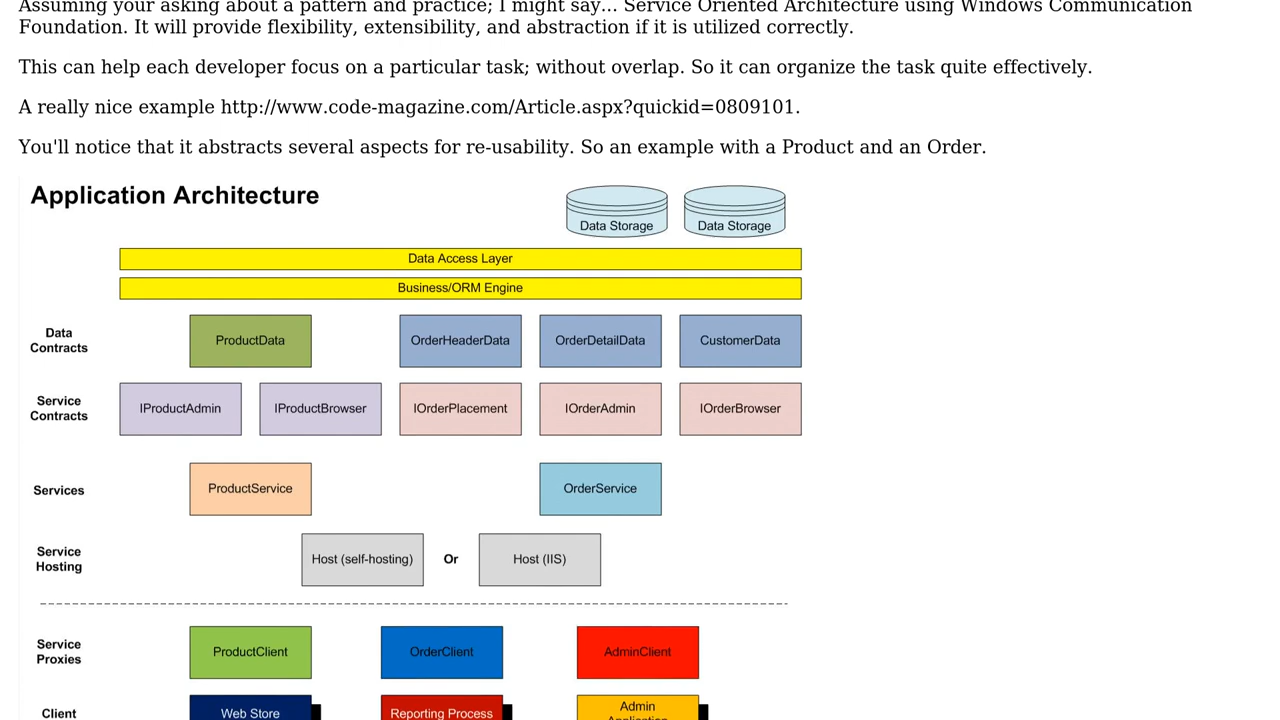 Assuming your asking about a pattern and practice; I might say... Service Oriented Architecture using Windows Communication
Foundation. It will provide flexibility, extensibility, and abstraction if it is utilized correctly.
This can help each developer focus on a particular task; without overlap. So it can organize the task quite effectively.
A really nice example http://www.code-magazine.com/Article.aspx?quickid=0809101.
You'll notice that it abstracts several aspects for re-usability. So an example with a Product and an Order.
Application Architecture
Data Storage
Data Storage
Data Access Layer
Business/ORM Engine
Data
Contracts
ProductData
OrderHeaderData
OrderDetailData
CustomerData
Service
Contracts
IProductAdmin
IProductBrowser
IOrderPlacement
IOrderAdmin
IOrderBrowser
Services
ProductService
OrderService
Service
Hosting
Host (self-hosting)
Or
Host (IIS)
Service
Proxies
ProductClient
OrderClient
AdminClient
Client
Web Store
Reporting Process
Admin
Application